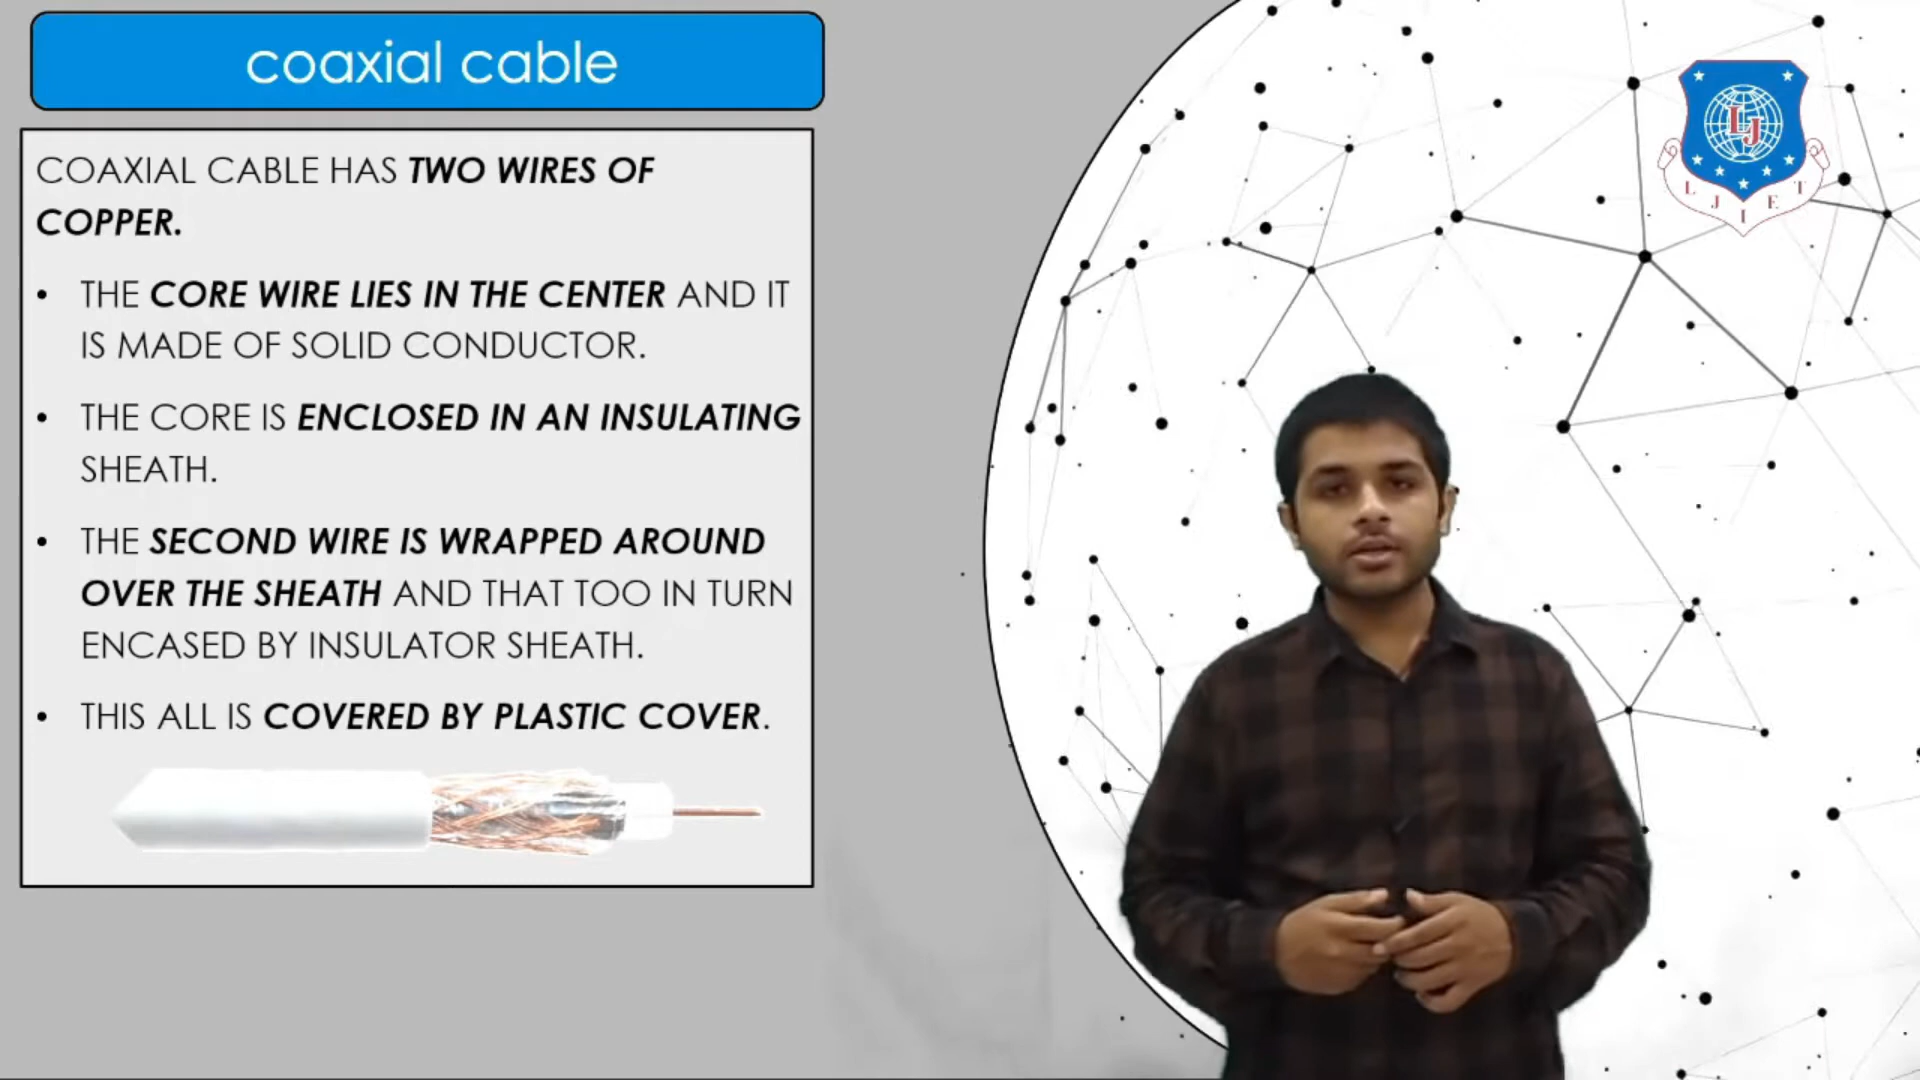 coaxial cable
COAXIAL CABLE HAS TWO WIRES OF
COPPER.
• THE CORE WIRE LIES IN THE CENTER AND IT
IS MADE OF SOLID CONDUCTOR.
• THE CORE IS ENCLOSED IN AN INSULATING
SHEATH.
• THE SECOND WIRE IS WRAPPED AROUND
OVER THE SHEATH AND THAT TOO IN TURN
ENCASED BY INSULATOR SHEATH.
• THIS ALL IS COVERED BY PLASTIC COVER.
LJ
L J I E T